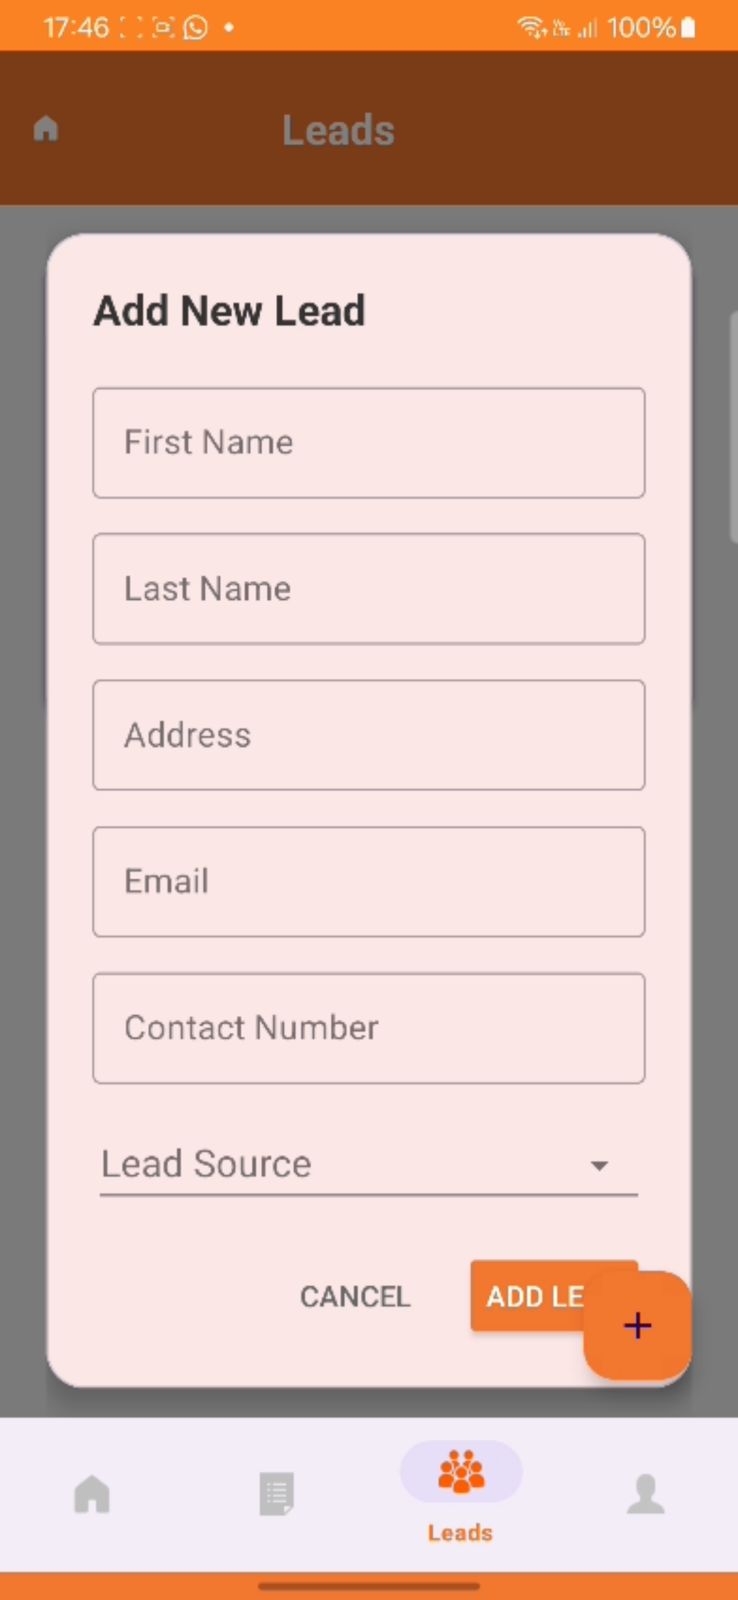 17:46
100%
Leads
Add New Lead
First Name
Last Name
Address
Email
Contact Number
Lead Source
CANCEL
ADD LE
+
Leads